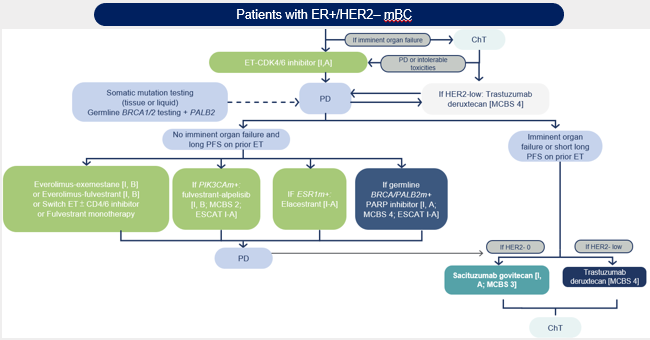 Patients with ER+/HER2– mBC
If imminent organ failure
ChT
ET-CDK4/6 inhibitor [I,A]
PD or intolerable
toxicities
Somatic mutation testing
(tissue or liquid)
Germline BRCA1/2 testing + PALB2
PD
If HER2-low: Trastuzumab
deruxtecan [MCBS 4]
No imminent organ failure and
long PFS on prior ET
Imminent organ
failure or short long
PFS on prior ET
Everolimus-exemestane [I, B]
or Everolimus-fulvestrant [I, B]
or Switch ET ± CD4/6 inhibitor
or Fulvestrant monotherapy
If PIK3CAm+
fulvestrant-alpelisib
[I, B; MCBS 2;
ESCAT I-A]
IF ESR1m+:
Elacestrant [I-A]
If germline
BRCA/PALB2m+
PARP inhibitor [I, A;
MCBS 4; ESCAT I-A]
PD
If HER2- 0
If HER2- low
Sacituzumab govitecan [I,
A; MCBS 3]
Trastuzumab
deruxtecan [MCBS 4]
ChT